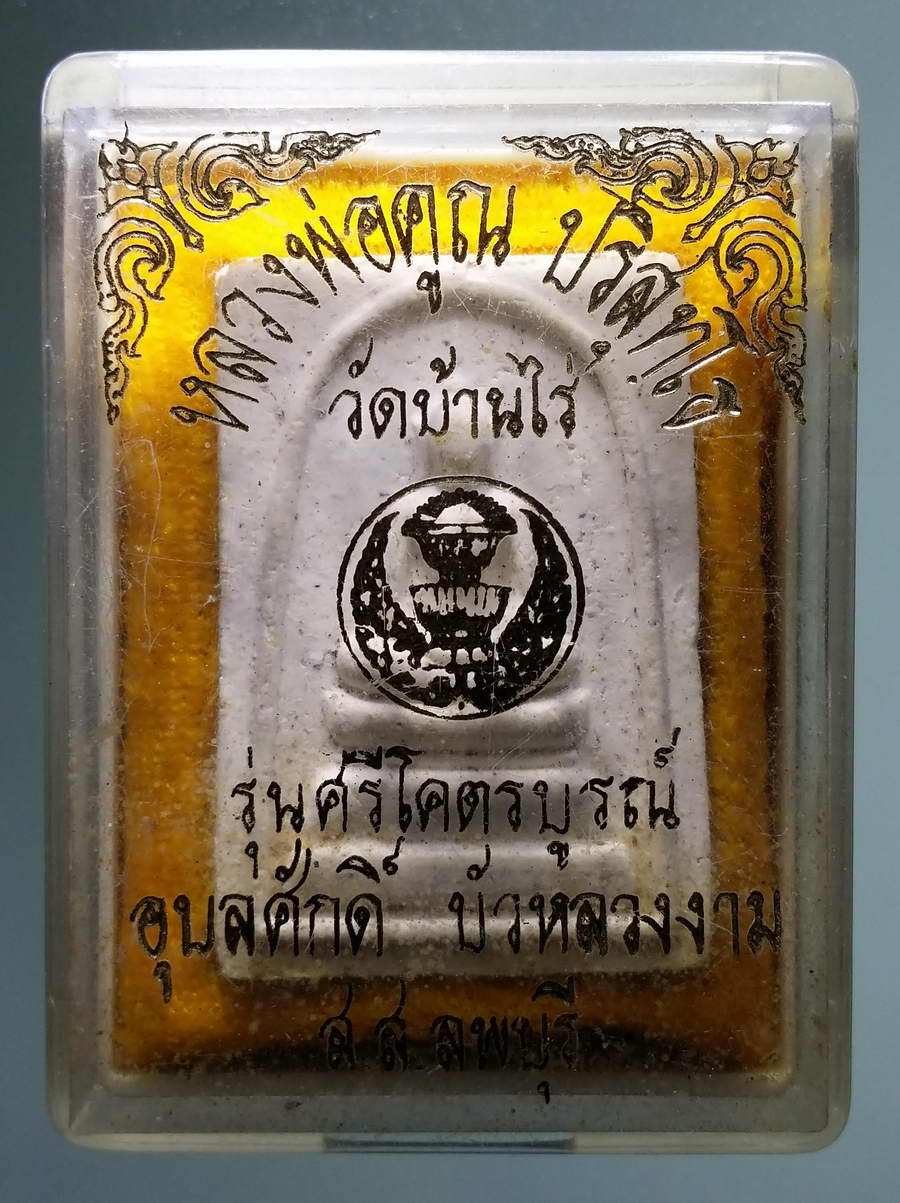 หลวงพ่อคูณ ปริสุทฺโธ
วัดบ้านไร่
รุ่นศรีโคตรบูรณ์
อุบลศักดิ์ บัวหลวงงาม
ส.ส.ลพบุรี